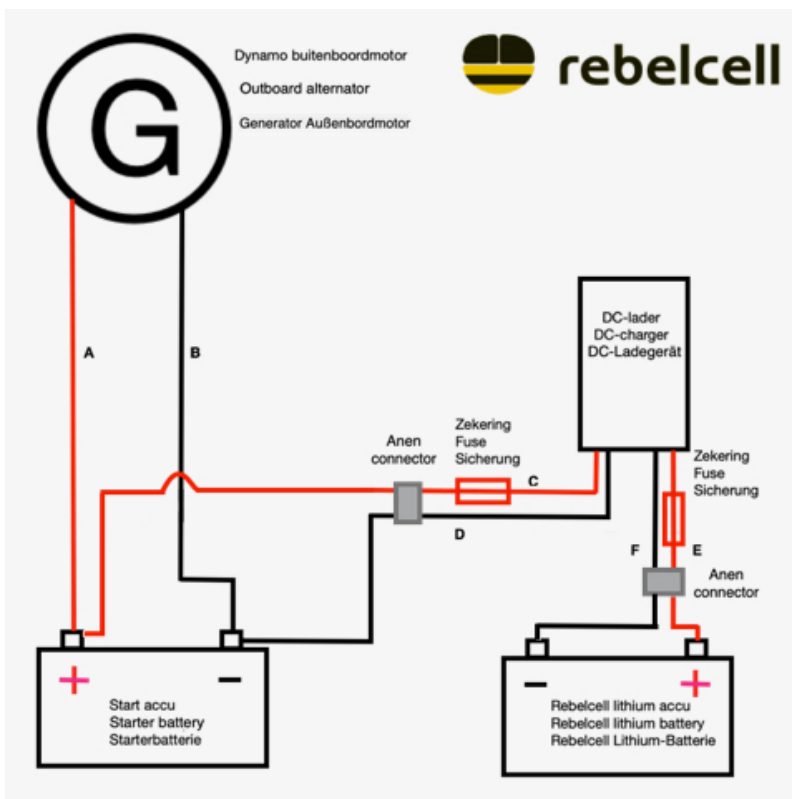 G
Dynamo buitenboordmotor
Outboard alternator
Generator Außenbordmotor
rebelcell
DC-lader
DC-charger
DC-Ladegerät
A
B
Anen
connector
Zekering
Fuse
Sicherung
C
D
Zekering
Fuse
Sicherung
F
E
Anen
connector
+
−
Start accu
Starter battery
Starterbatterie
−
+
Rebelcell lithium accu
Rebelcell lithium battery
Rebelcell Lithium-Batterie